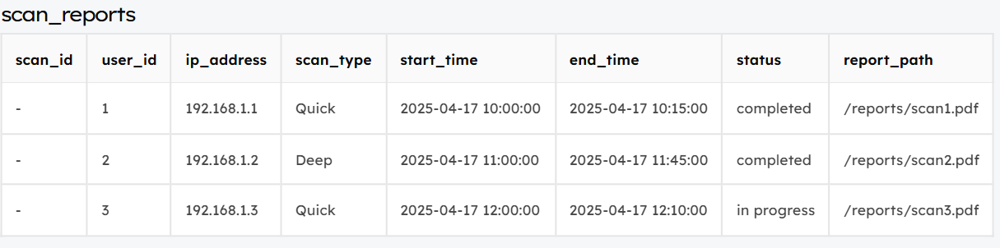 scan_reports
scan_id user_id ip_address scan_type start_time end_time status report_path
- 1 192.168.1.1 Quick 2025-04-17 10:00:00 2025-04-17 10:15:00 completed /reports/scan1.pdf
- 2 192.168.1.2 Deep 2025-04-17 11:00:00 2025-04-17 11:45:00 completed /reports/scan2.pdf
- 3 192.168.1.3 Quick 2025-04-17 12:00:00 2025-04-17 12:10:00 in progress /reports/scan3.pdf